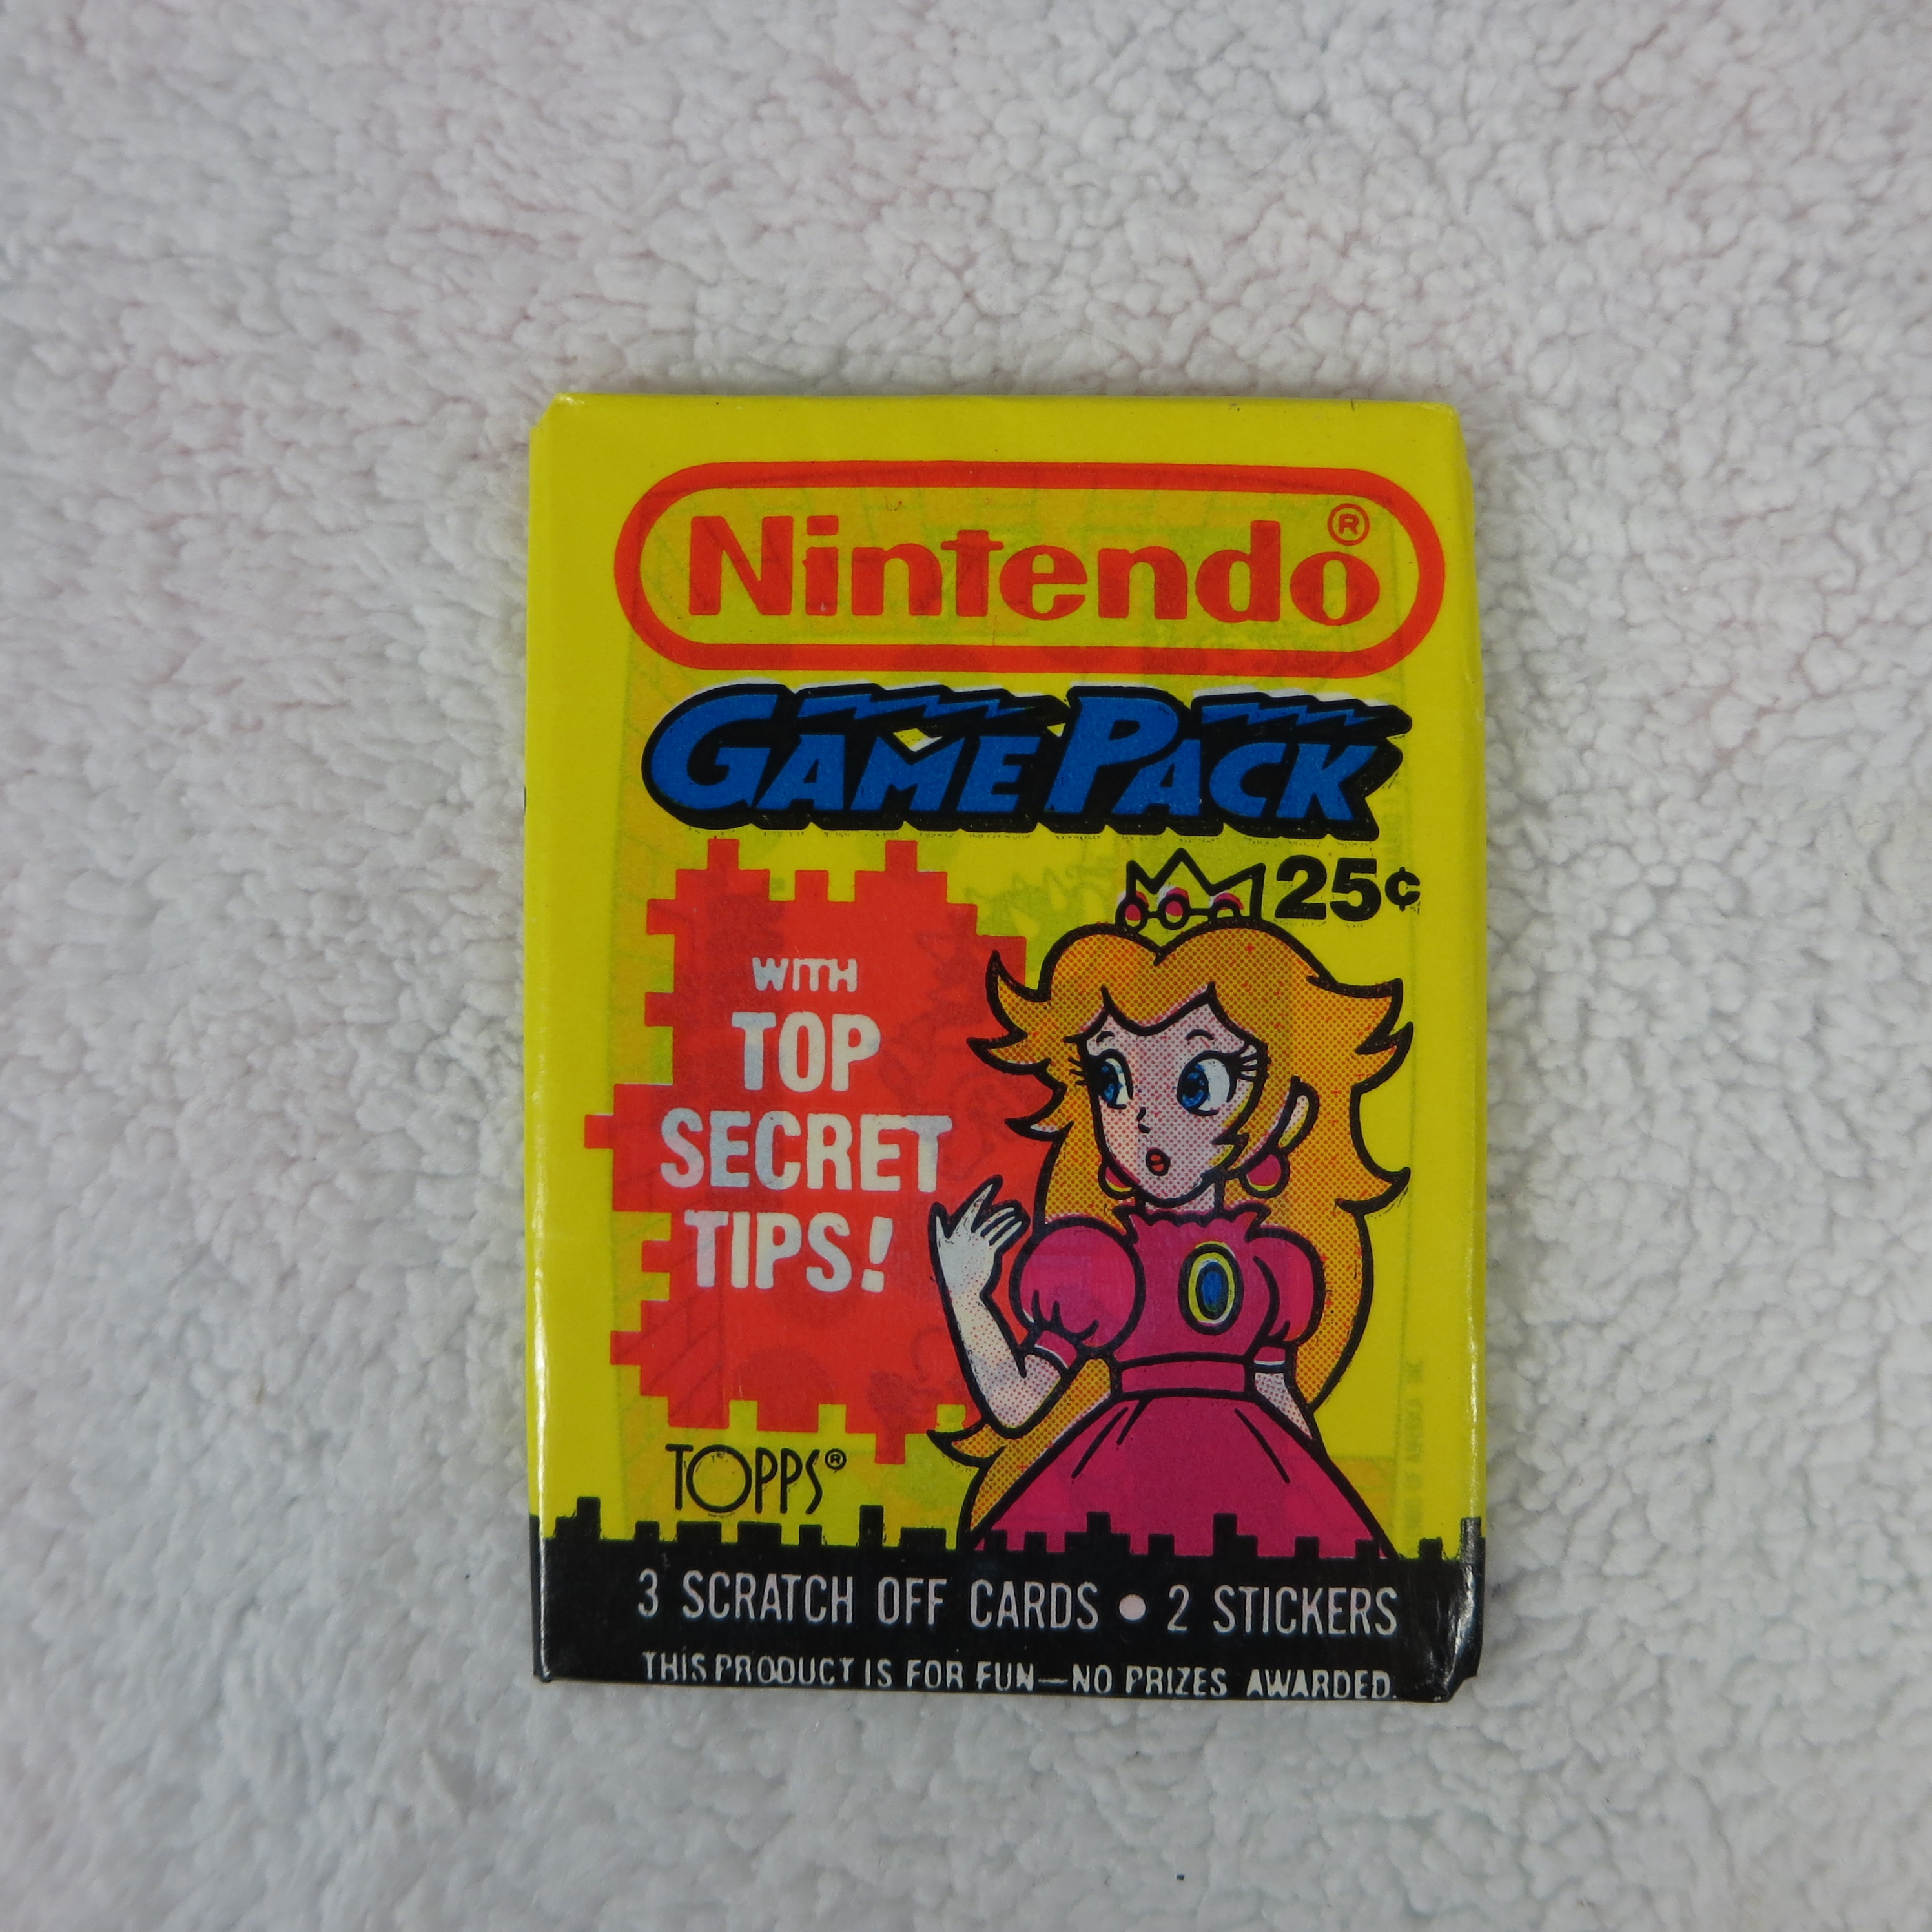 Nintendo®
GAME PACK
25¢
WITH
TOP
SECRET
TIPS!
TOPPS®
3 SCRATCH OFF CARDS • 2 STICKERS
THIS PRODUCT IS FOR FUN—NO PRIZES AWARDED.